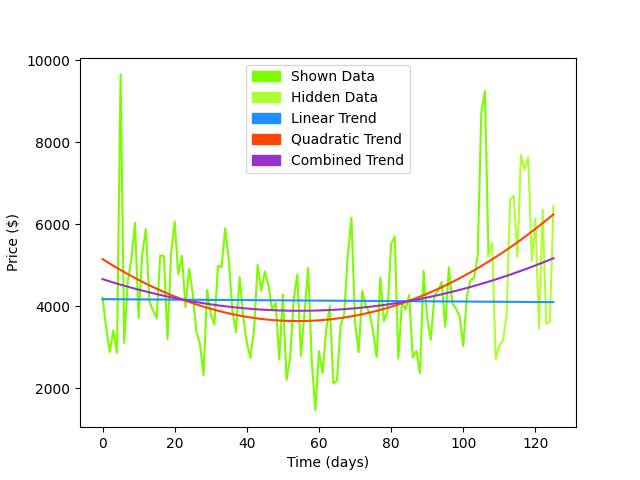 10000
8000
6000
4000
2000
Price ($)
Shown Data
Hidden Data
Linear Trend
Quadratic Trend
Combined Trend
0 20 40 60 80 100 120
Time (days)